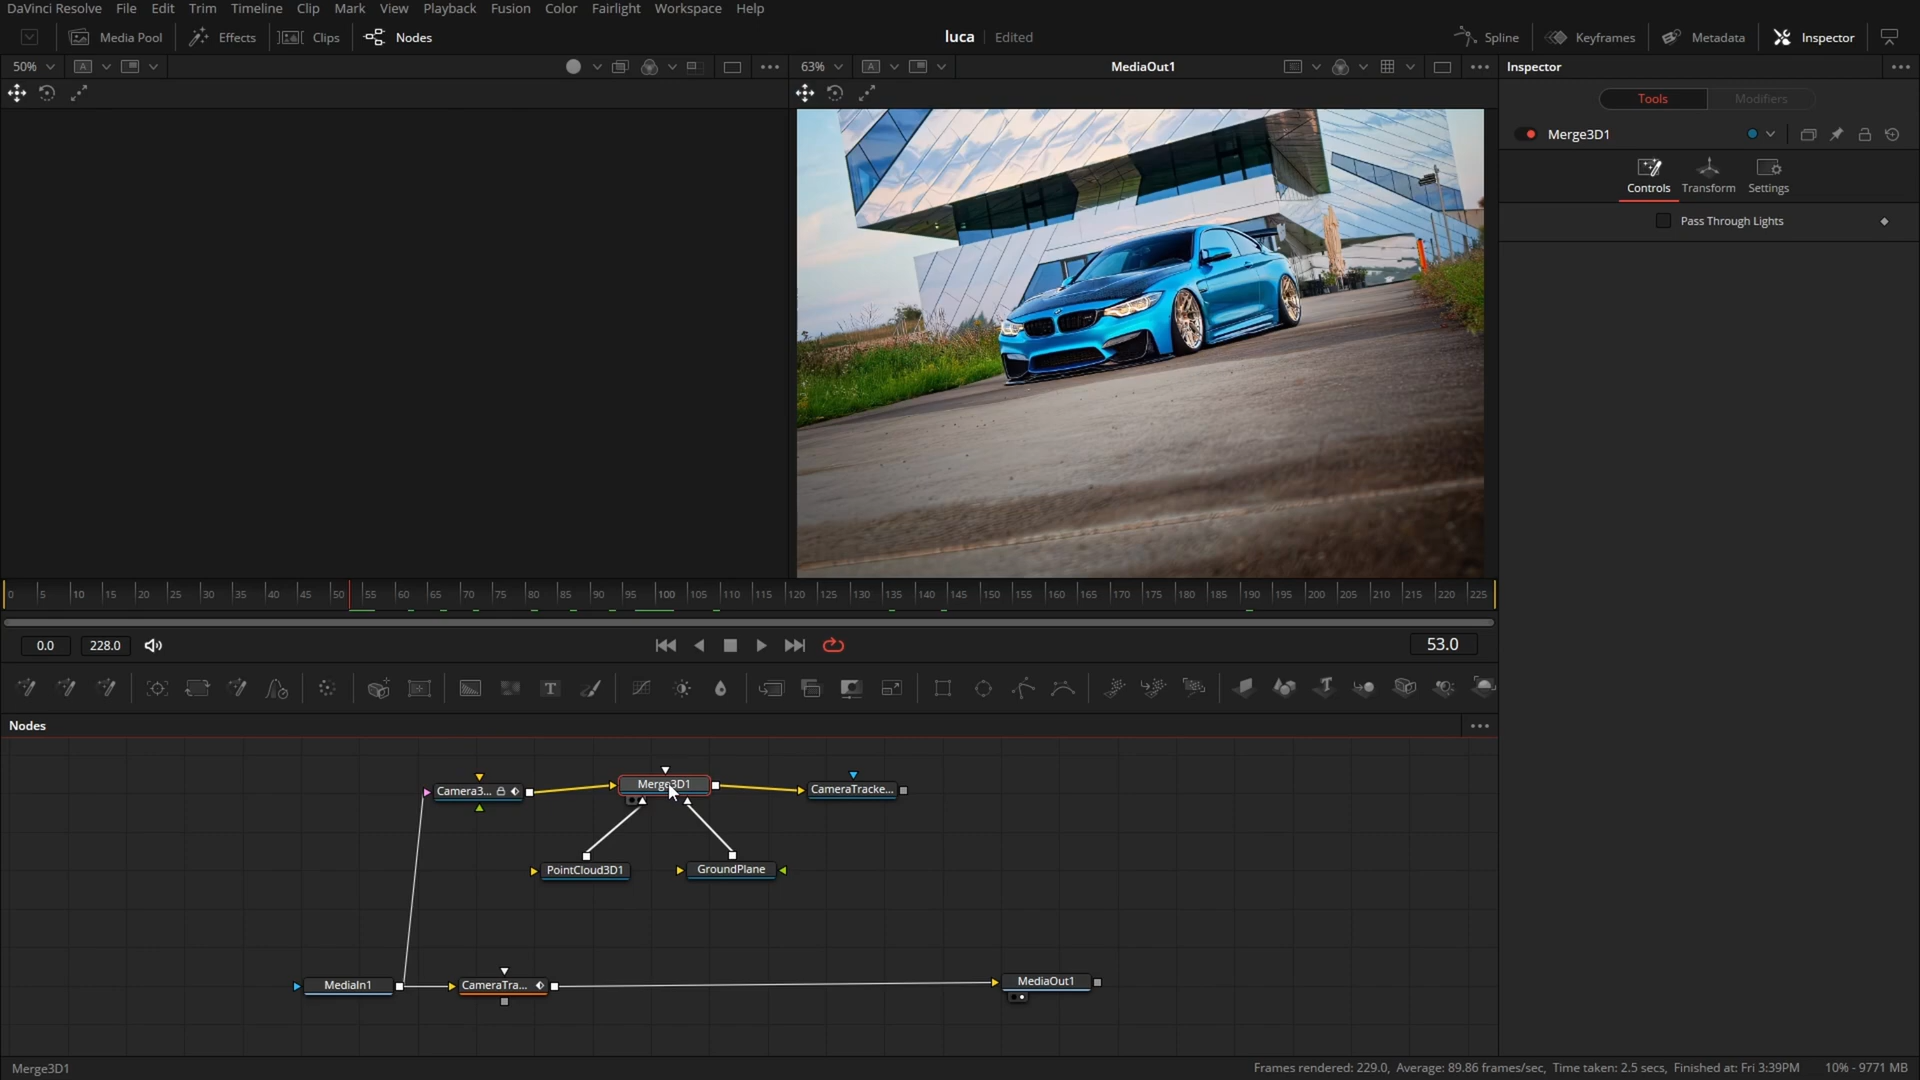 DaVinci Resolve File Edit Trim Timeline Clip Mark View Playback Fusion Color Fairlight Workspace Help
Media Pool Effects Clips Nodes luca Edited Spline Keyframes Metadata Inspector
50% 63% MediaOut1 Inspector
Tools Modifiers
Merge3D1
Controls Transform Settings
Pass Through Lights
0 5 10 15 20 25 30 35 40 45 50 55 60 65 70 75 80 85 90 95 100 105 110 115 120 125 130 135 140 145 150 155 160 165 170 175 180 185 190 195 200 205 210 215 220 225
0.0 228.0 53.0
Nodes
Camera3... Merge3D1 CameraTracke...
PointCloud3D1 GroundPlane
MediaIn1 CameraTra... MediaOut1
Merge3D1 Frames rendered: 229.0, Average: 89.86 frames/sec, Time taken: 2.5 secs, Finished at: Fri 3:39PM 10% - 9771 MB